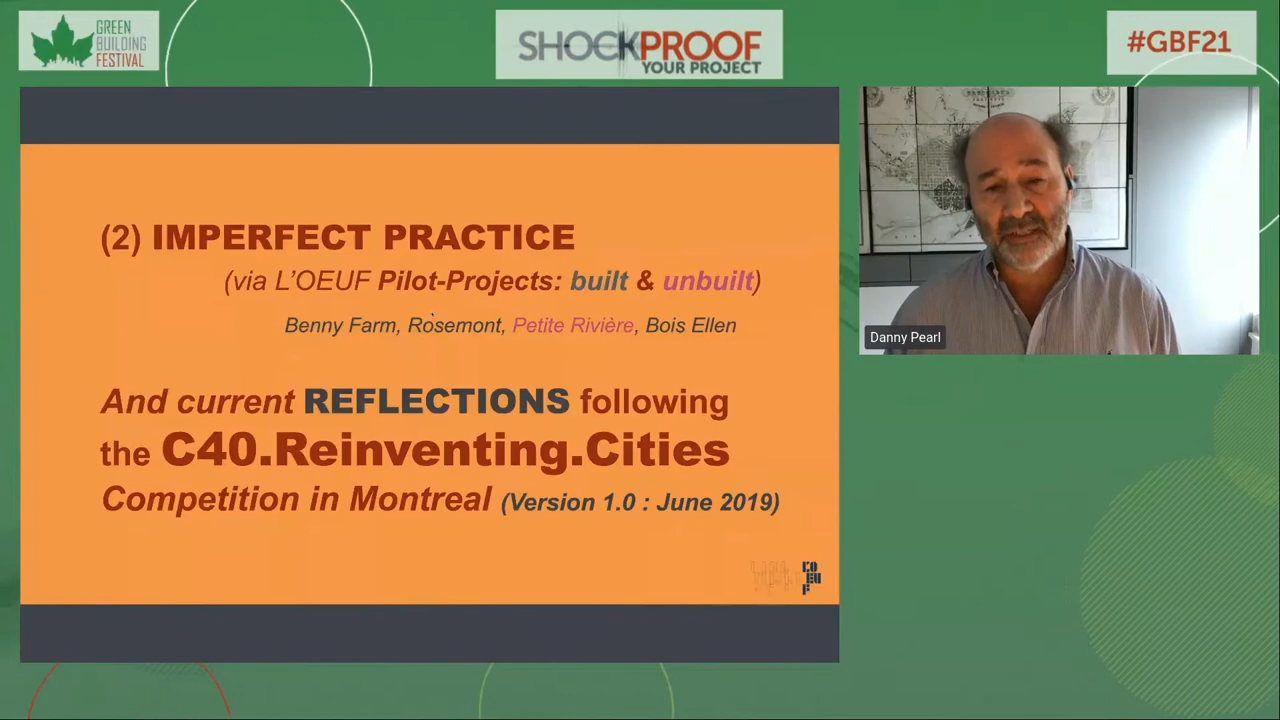 GREEN
BUILDING
FESTIVAL
SHOCKPROOF
YOUR PROJECT
#GBF21
(2) IMPERFECT PRACTICE
(via L'OEUF Pilot-Projects: built & unbuilt)
Benny Farm, Rosemont, Petite Rivière, Bois Ellen
And current REFLECTIONS following
the C40.Reinventing.Cities
Competition in Montreal (Version 1.0 : June 2019)
L'OEUF
Danny Pearl